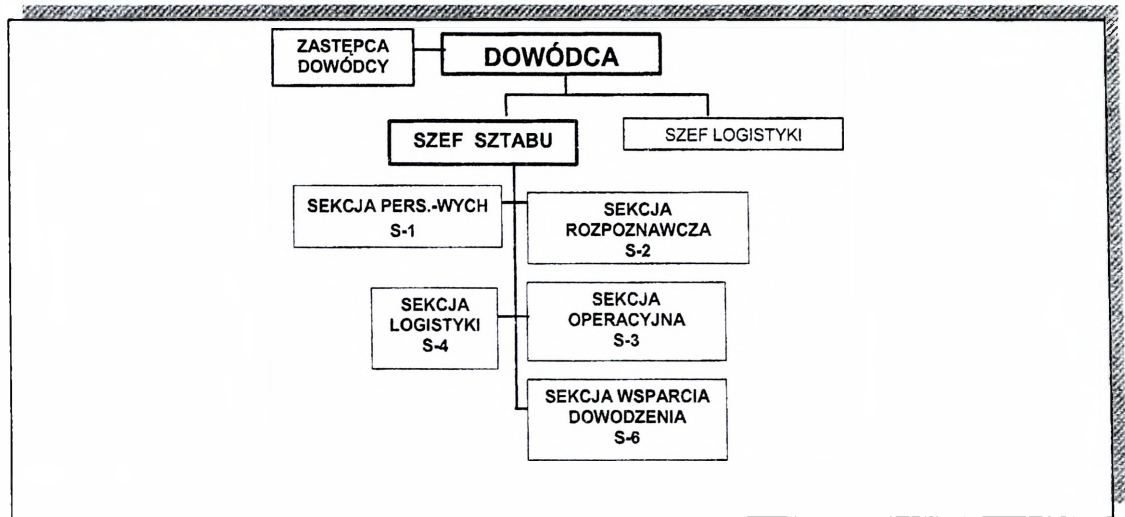 ZASTĘPCA
DOWÓDCY
DOWÓDCA
SZEF SZTABU
SZEF LOGISTYKI
SEKCJA PERS.-WYCH
S-1
SEKCJA
ROZPOZNAWCZA
S-2
SEKCJA
LOGISTYKI
S-4
SEKCJA
OPERACYJNA
S-3
SEKCJA WSPARCIA
DOWODZENIA
S-6